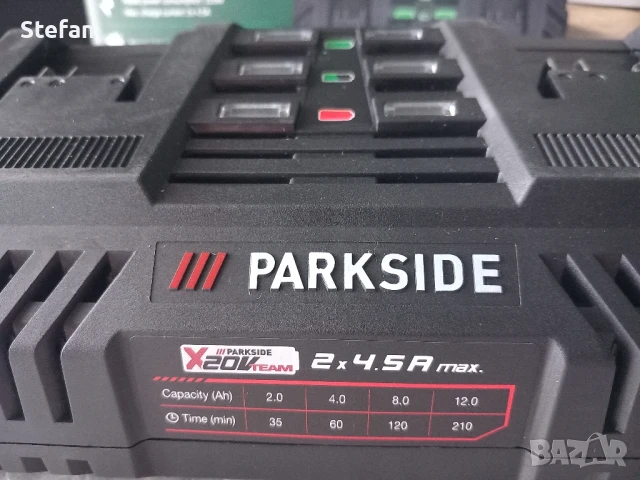 Stefan
/// PARKSIDE
/// PARKSIDE
X20V TEAM
2 x 4.5A max.
Capacity (Ah) 2.0 4.0 8.0 12.0
Time (min) 35 60 120 210
BAZAR